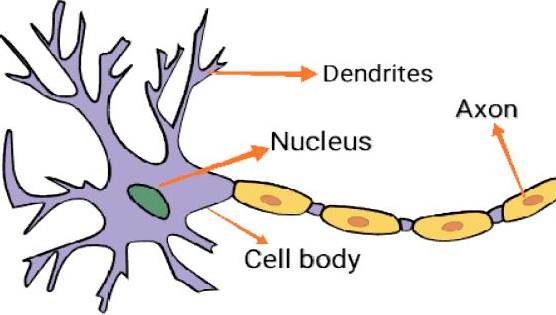 Dendrites
Axon
Nucleus
Cell body